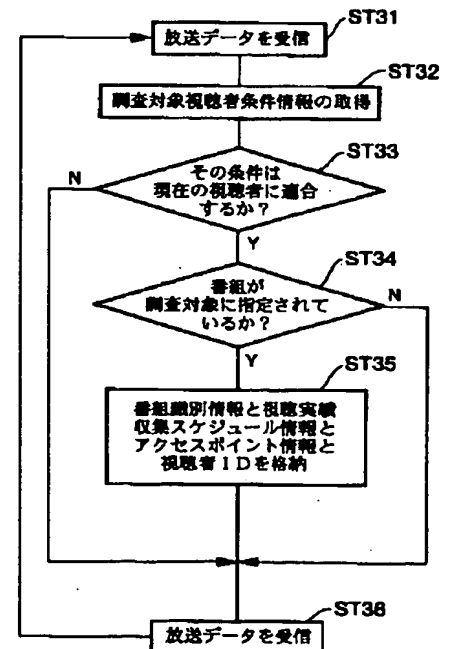 ST31
放送データを受信
ST32
調査対象視聴者条件情報の取得
ST33
その条件は
現在の視聴者に適合
するか？
N
Y
ST34
番組が
調査対象に指定されて
いるか？
N
Y
ST35
番組識別情報と視聴実績
収集スケジュール情報と
アクセスポイント情報と
視聴者IDを格納
ST38
放送データを受信